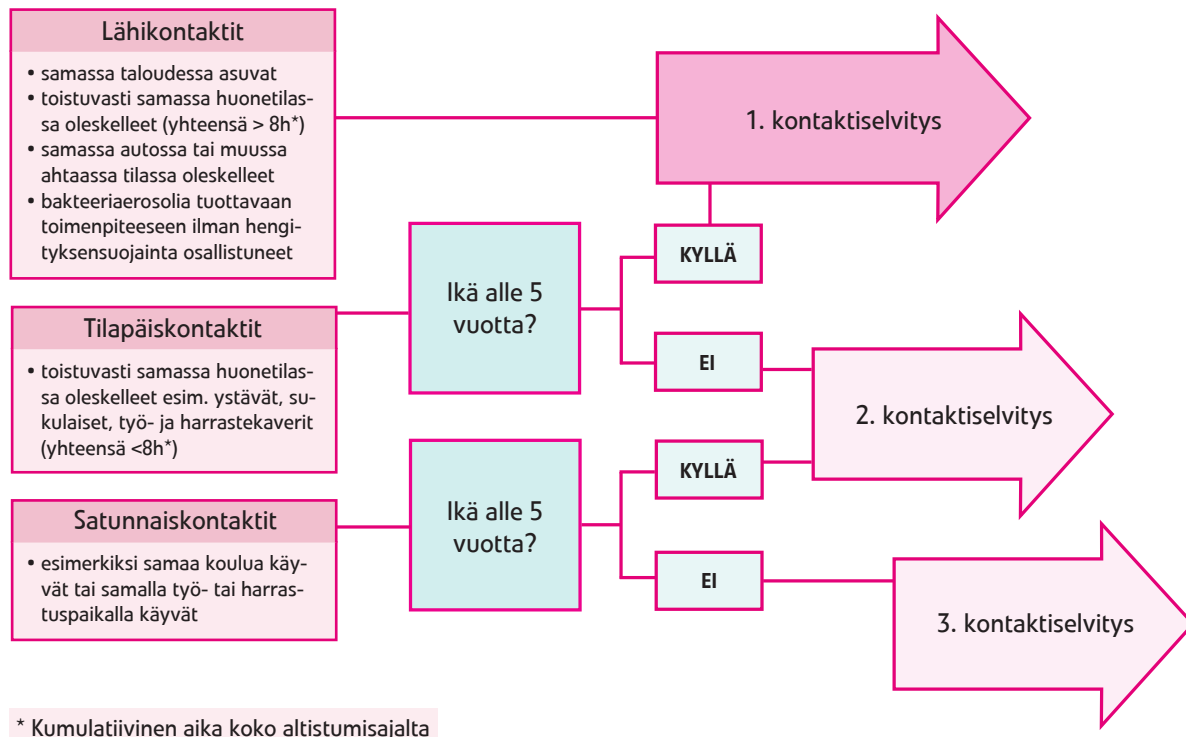 Lähikontaktit
• samassa taloudessa asuvat
• toistuvasti samassa huonetilas-
sa oleskelleet (yhteensä > 8h*)
• samassa autossa tai muussa
ahtaassa tilassa oleskelleet
• bakteeriaerosolia tuottavaan
toimenpiteeseen ilman hengi-
tyksensuojainta osallistuneet
1. kontaktiselvitys
Tilapäiskontaktit
• toistuvasti samassa huonetilas-
sa oleskelleet esim. ystävät, su-
kulaiset, työ- ja harrastekaverit
(yhteensä <8h*)
Ikä alle 5
vuotta?
KYLLÄ
EI
2. kontaktiselvitys
Satunnaiskontaktit
• esimerkiksi samaa koulua käy-
vät tai samalla työ- tai harras-
tuspaikalla käyvät
Ikä alle 5
vuotta?
KYLLÄ
EI
3. kontaktiselvitys
* Kumulatiivinen aika koko altistumisajalta